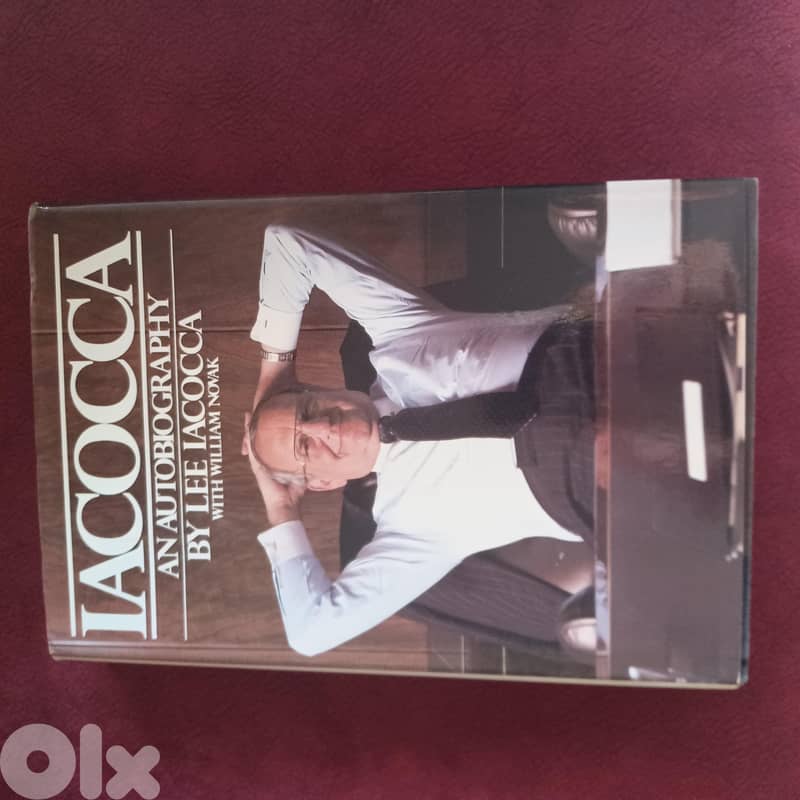 IACOCCA
AN AUTOBIOGRAPHY
BY LEE IACOCCA
WITH WILLIAM NOVAK
Olx